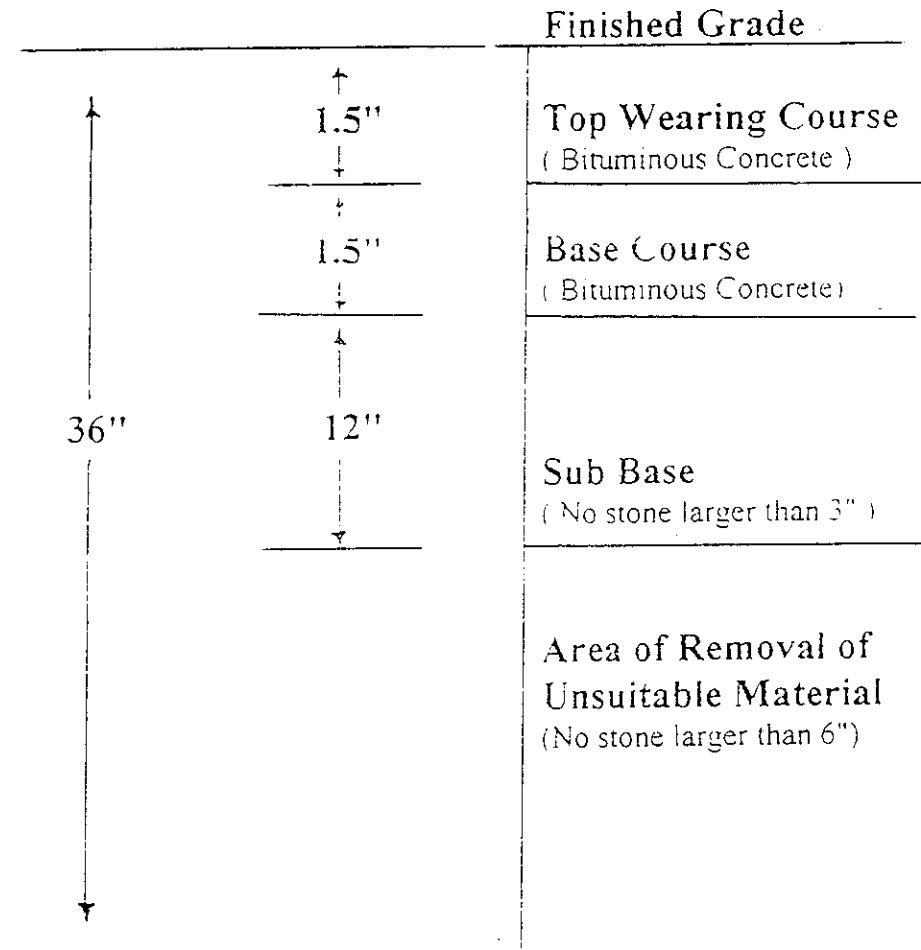 Finished Grade
1.5"
Top Wearing Course
( Bituminous Concrete )
1.5"
Base Course
( Bituminous Concrete)
36"
12"
Sub Base
( No stone larger than 3" )
Area of Removal of
Unsuitable Material
(No stone larger than 6")